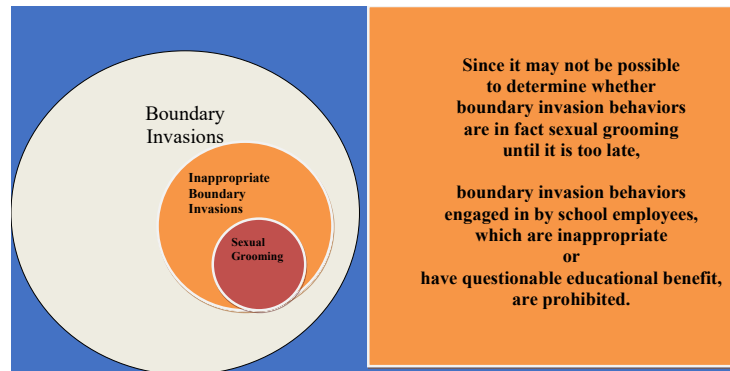 Boundary
Invasions
Inappropriate
Boundary
Invasions
Sexual
Grooming
Since it may not be possible
to determine whether
boundary invasion behaviors
are in fact sexual grooming
until it is too late,
boundary invasion behaviors
engaged in by school employees,
which are inappropriate
or
have questionable educational benefit,
are prohibited.